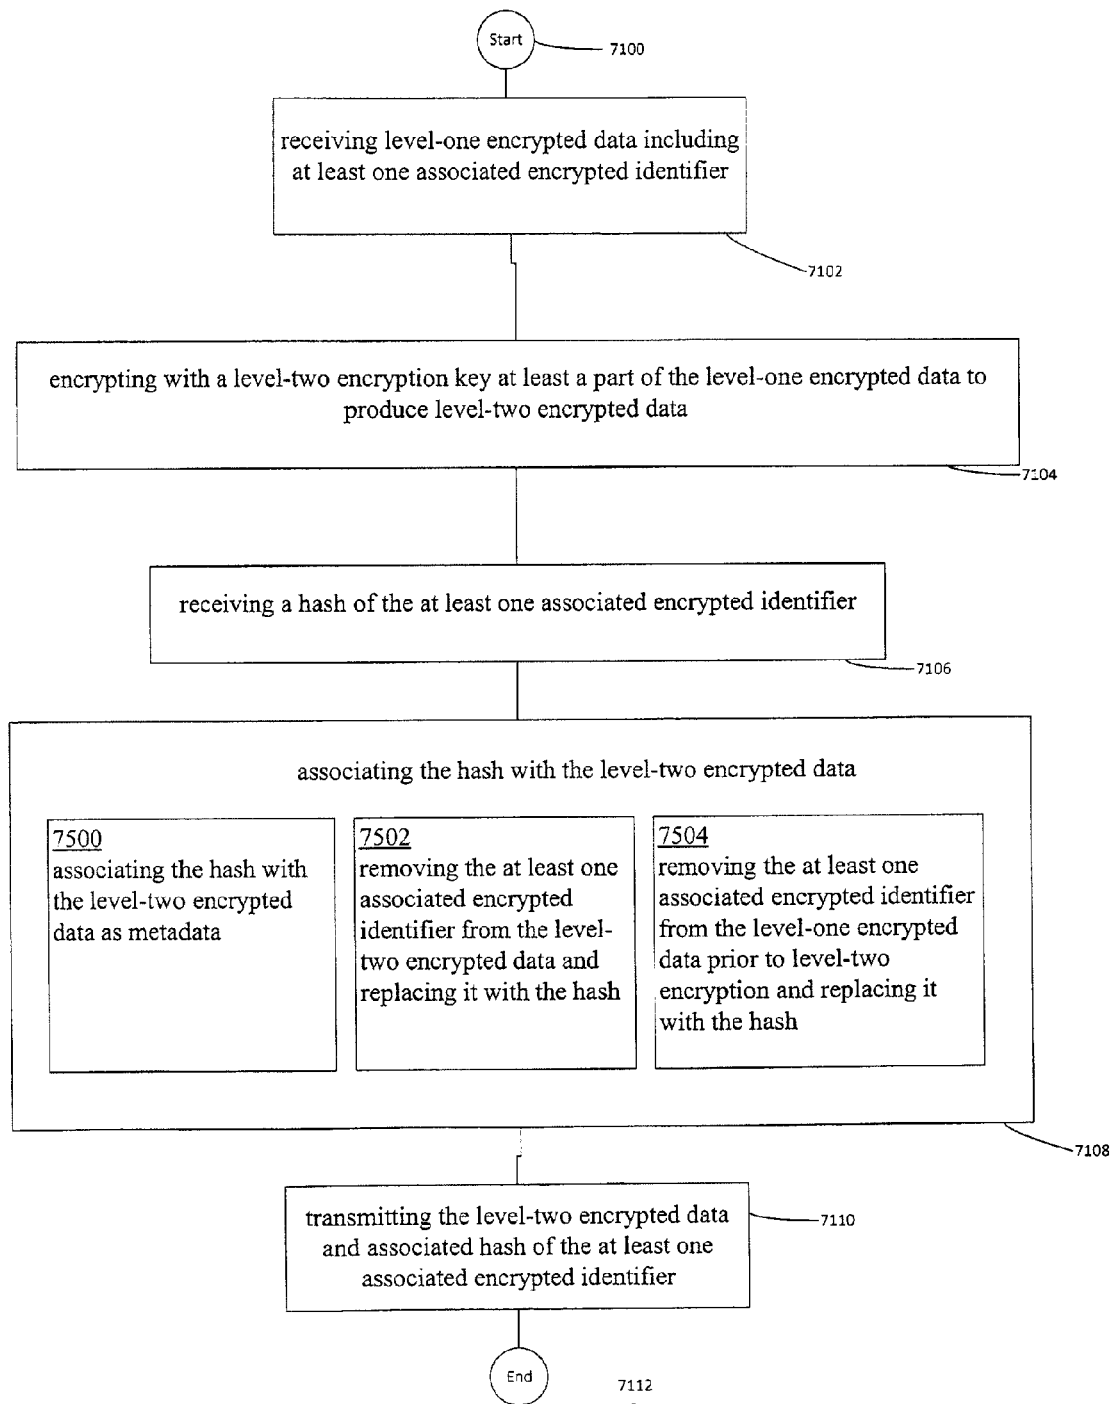 Start
7100
receiving level-one encrypted data including
at least one associated encrypted identifier
7102
encrypting with a level-two encryption key at least a part of the level-one encrypted data to
produce level-two encrypted data
7104
receiving a hash of the at least one associated encrypted identifier
7106
associating the hash with the level-two encrypted data
7500
associating the hash with
the level-two encrypted
data as metadata
7502
removing the at least one
associated encrypted
identifier from the level-
two encrypted data and
replacing it with the hash
7504
removing the at least one
associated encrypted identifier
from the level-one encrypted
data prior to level-two
encryption and replacing it
with the hash
7108
transmitting the level-two encrypted data
and associated hash of the at least one
associated encrypted identifier
7110
End
7112